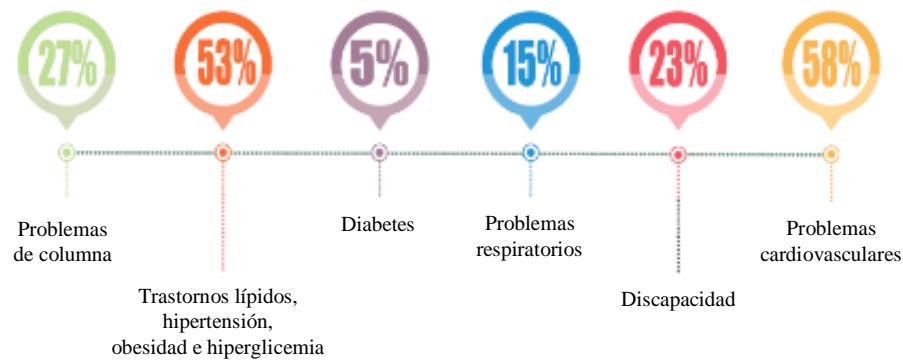 27%
53%
5%
15%
23%
58%
Problemas
de columna
Trastornos lípidos,
hipertensión,
obesidad e hiperglicemia
Diabetes
Problemas
respiratorios
Discapacidad
Problemas
cardiovasculares